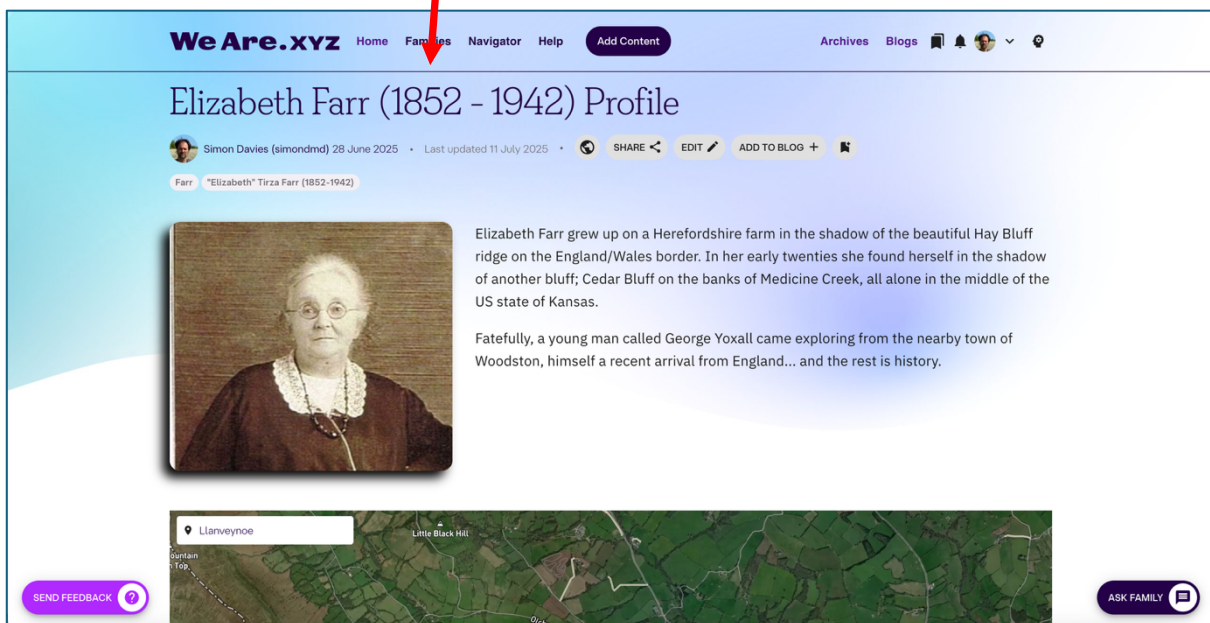 We Are.xyz Home Families Navigator Help Add Content Archives Blogs
Elizabeth Farr (1852 - 1942) Profile
Simon Davies (simondmd) 28 June 2025 • Last updated 11 July 2025 • SHARE EDIT ADD TO BLOG +
Farr "Elizabeth" Tirza Farr (1852-1942)
Elizabeth Farr grew up on a Herefordshire farm in the shadow of the beautiful Hay Bluff
ridge on the England/Wales border. In her early twenties she found herself in the shadow
of another bluff; Cedar Bluff on the banks of Medicine Creek, all alone in the middle of the
US state of Kansas.
Fatefully, a young man called George Yoxall came exploring from the nearby town of
Woodston, himself a recent arrival from England... and the rest is history.
Llanveynoe
Little Black Hill
Top
SEND FEEDBACK ?
ASK FAMILY